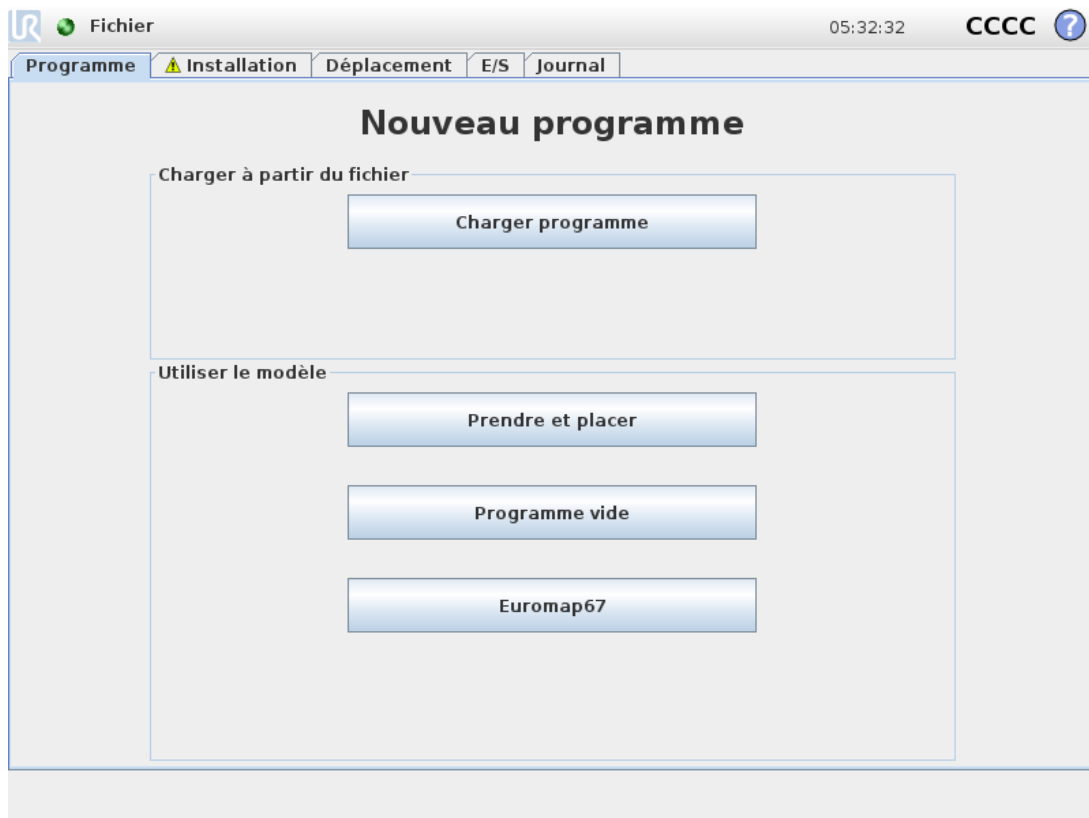 UR Fichier 05:32:32 CCCC ?
Programme Installation Déplacement E/S Journal
Nouveau programme
Charger à partir du fichier
Charger programme
Utiliser le modèle
Prendre et placer
Programme vide
Euromap67